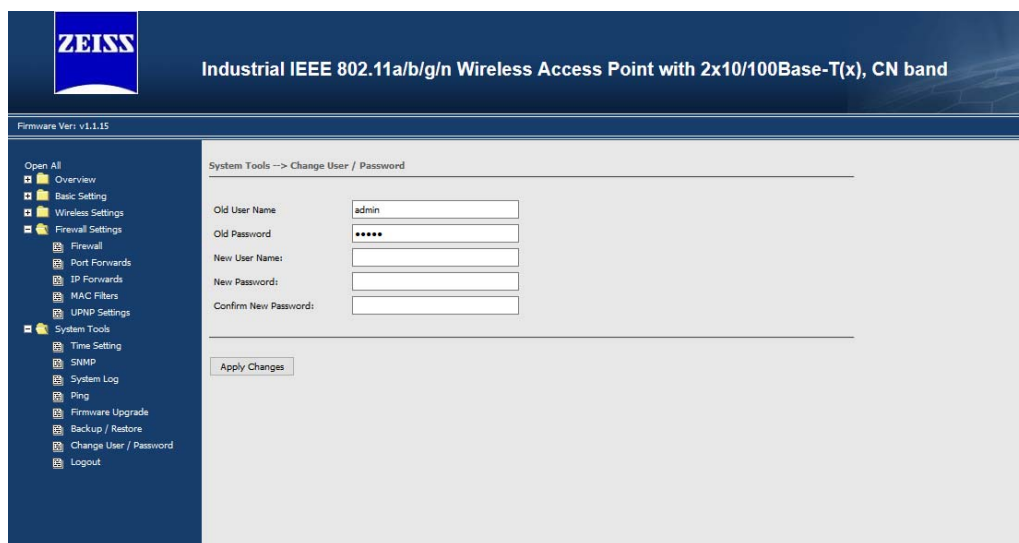 ZEISS
Industrial IEEE 802.11a/b/g/n Wireless Access Point with 2x10/100Base-T(x), CN band
Firmware Ver: v1.1.15
Open All
Overview
Basic Setting
Wireless Settings
Firewall Settings
Firewall
Port Forwards
IP Forwards
MAC Filters
UPNP Settings
System Tools
Time Setting
SNMP
System Log
Ping
Firmware Upgrade
Backup / Restore
Change User / Password
Logout
System Tools --> Change User / Password
Old User Name admin
Old Password •••••
New User Name:
New Password:
Confirm New Password:
Apply Changes